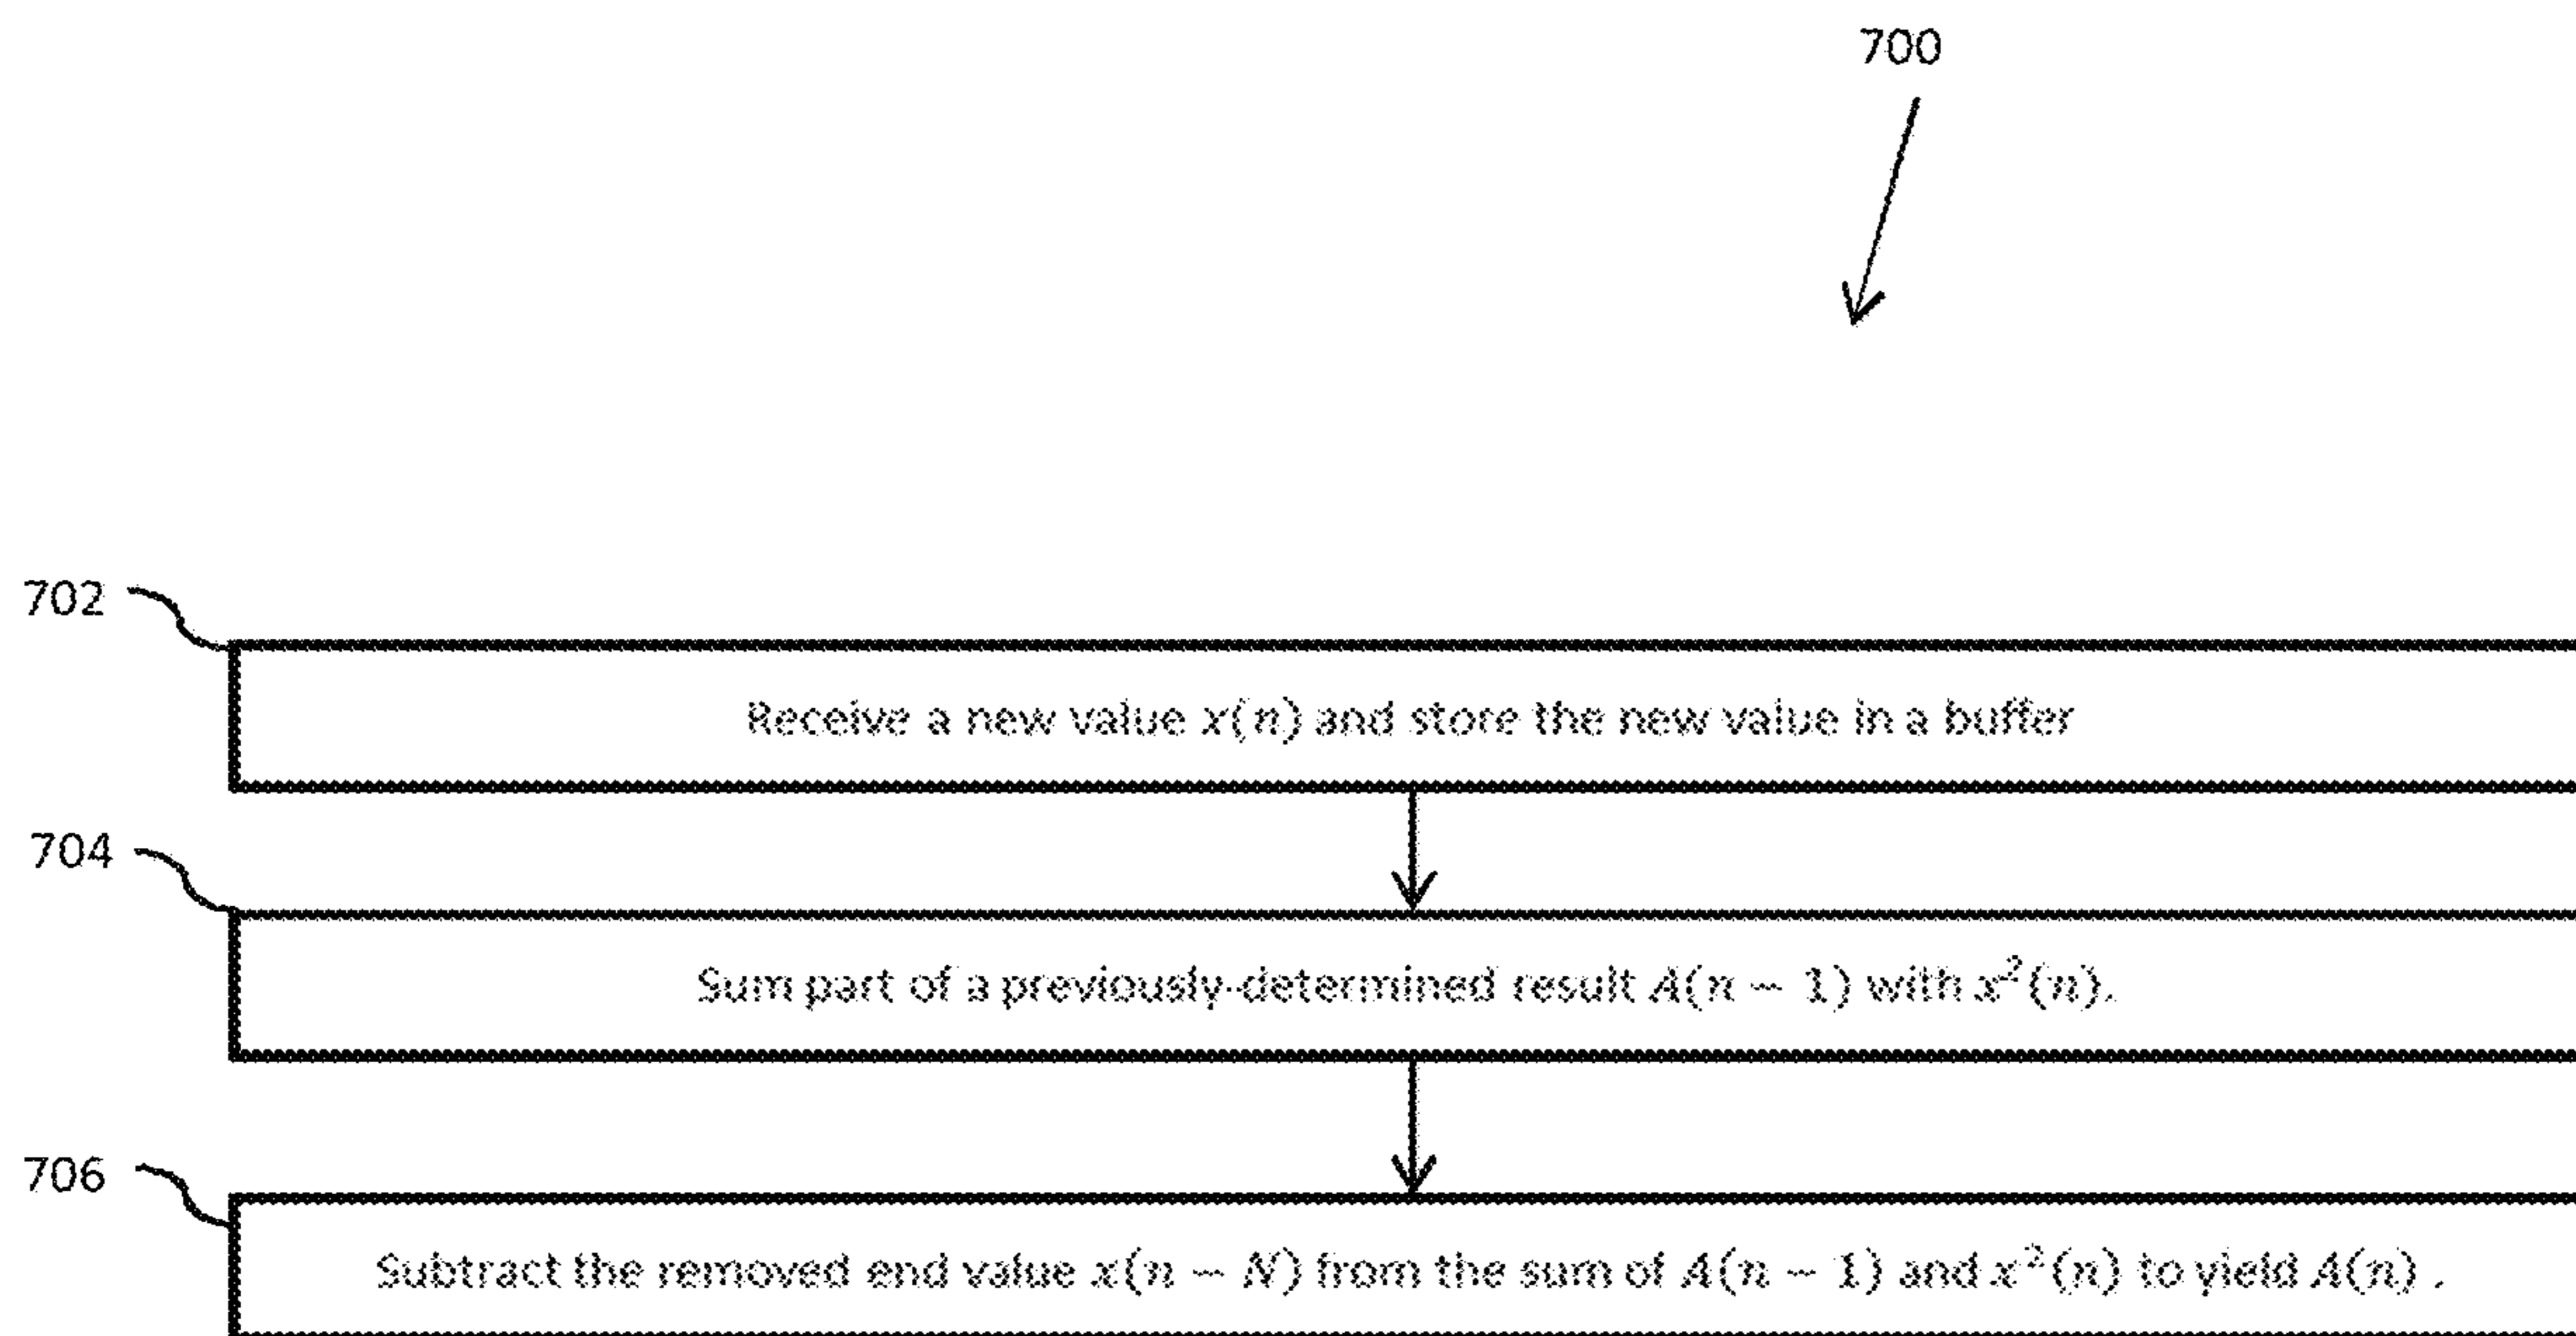 700
702
Receive a new value x(n) and store the new value in a buffer
704
Sum part of a previously-determined result A(n − 1) with x²(n).
706
Subtract the removed end value x(n − N) from the sum of A(n − 1) and x²(n) to yield A(n) .